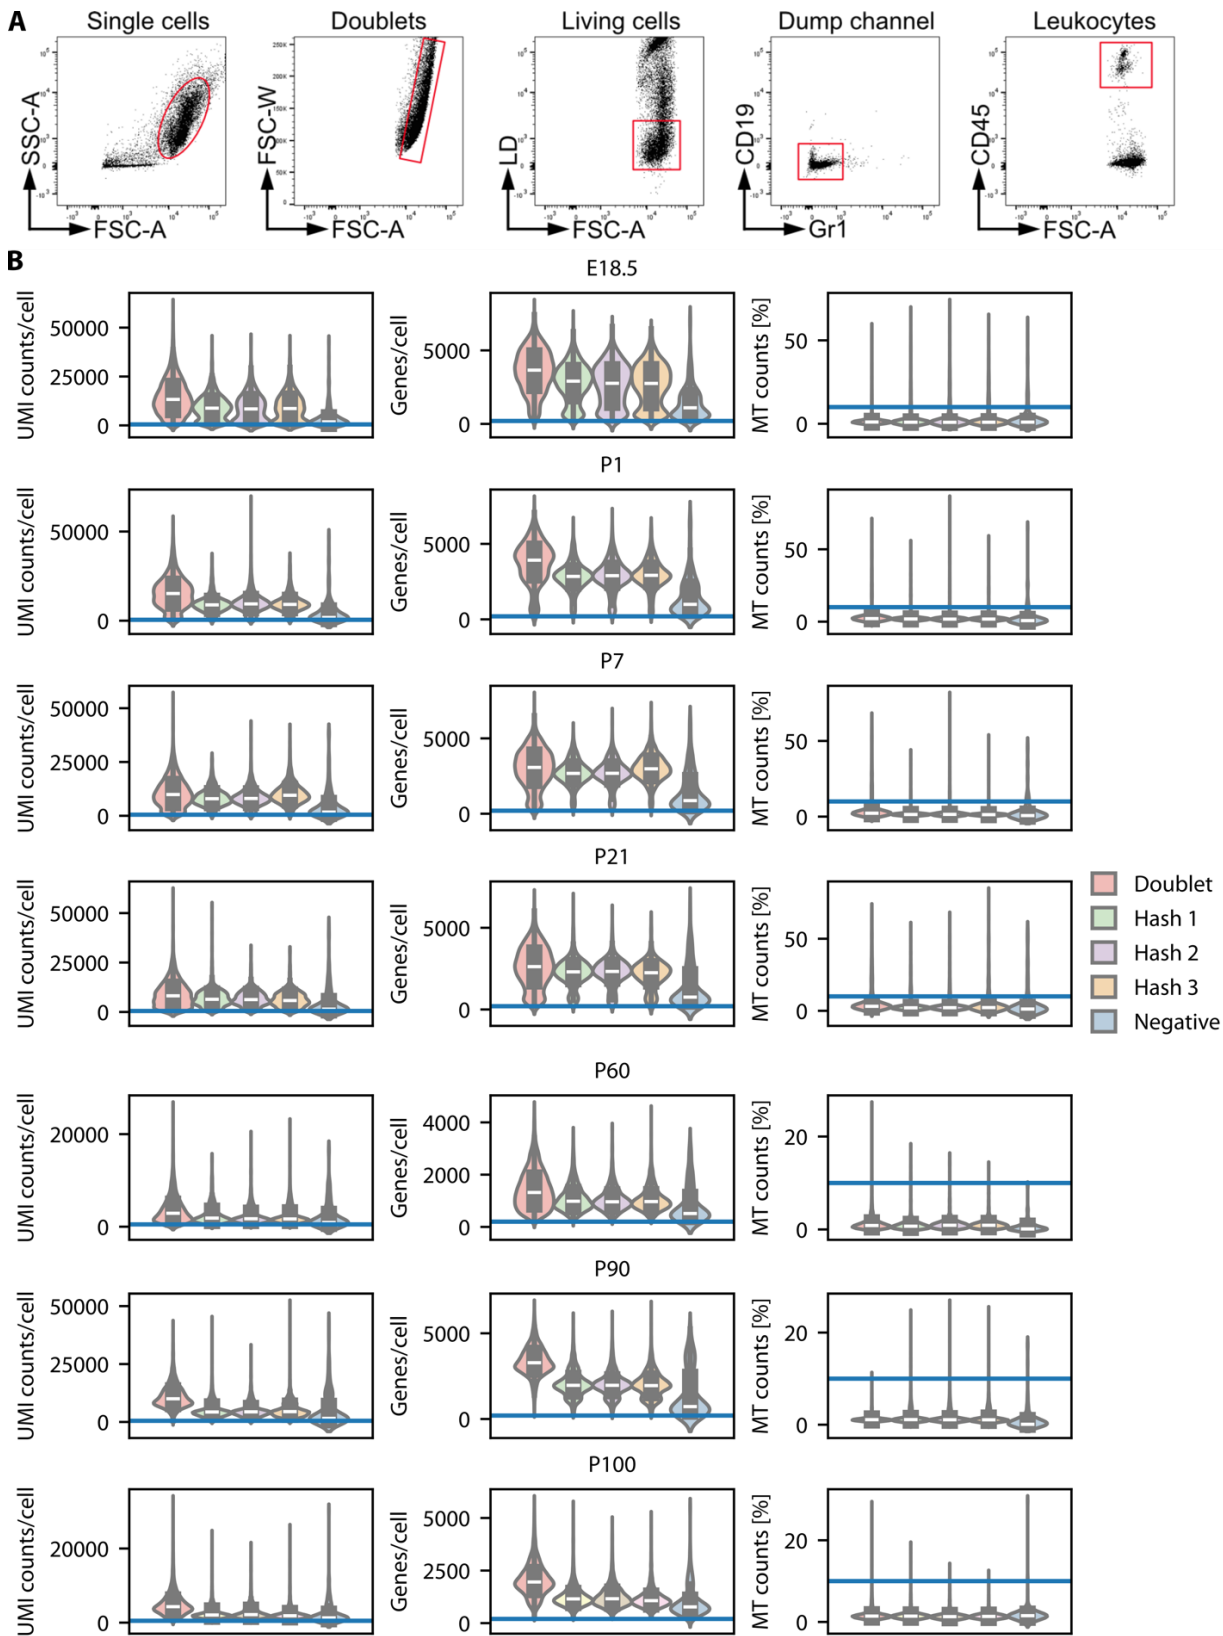 A
Single cells
Doublets
Living cells
Dump channel
Leukocytes
SSC-A
FSC-A
FSC-W
FSC-A
LD
FSC-A
CD19
Gr1
CD45
FSC-A
250K
200K
150K
100K
50K
0
B
E18.5
UMI counts/cell
50000
25000
0
Genes/cell
5000
0
MT counts [%]
50
0
P1
UMI counts/cell
50000
0
Genes/cell
5000
0
MT counts [%]
50
0
P7
UMI counts/cell
50000
25000
0
Genes/cell
5000
0
MT counts [%]
50
0
P21
UMI counts/cell
50000
25000
0
Genes/cell
5000
0
MT counts [%]
50
0
Doublet
Hash 1
Hash 2
Hash 3
Negative
P60
UMI counts/cell
20000
0
Genes/cell
4000
2000
0
MT counts [%]
20
0
P90
UMI counts/cell
50000
25000
0
Genes/cell
5000
0
MT counts [%]
20
0
P100
UMI counts/cell
20000
0
Genes/cell
5000
2500
0
MT counts [%]
20
0